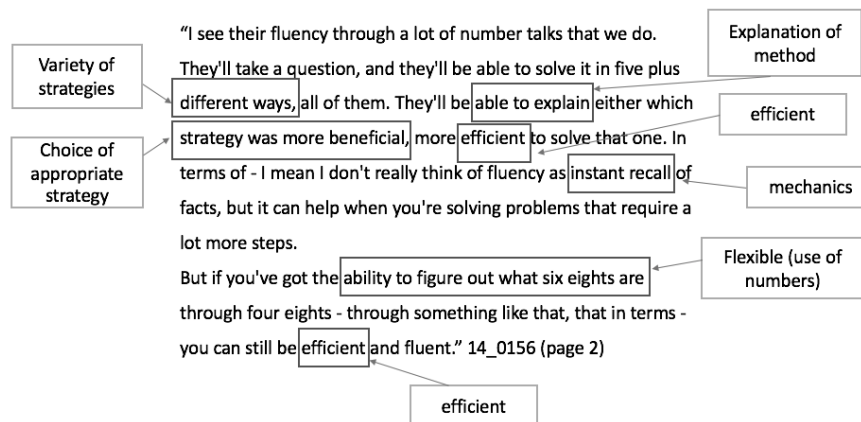 "I see their fluency through a lot of number talks that we do.
They'll take a question, and they'll be able to solve it in five plus
different ways, all of them. They'll be able to explain either which
strategy was more beneficial, more efficient to solve that one. In
terms of - I mean I don't really think of fluency as instant recall of
facts, but it can help when you're solving problems that require a
lot more steps.
But if you've got the ability to figure out what six eights are
through four eights - through something like that, that in terms -
you can still be efficient and fluent." 14_0156 (page 2)
Variety of
strategies
Choice of
appropriate
strategy
Explanation of
method
efficient
mechanics
Flexible (use of
numbers)
efficient